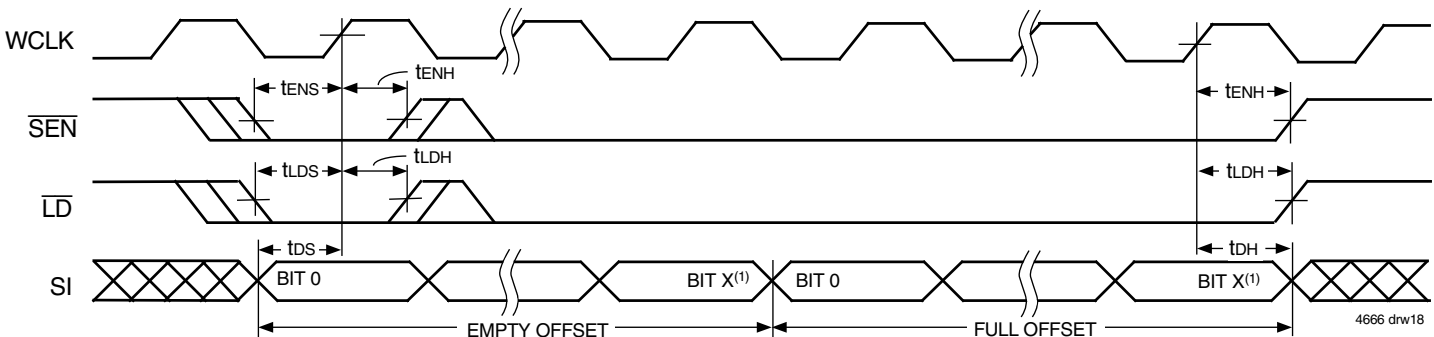 WCLK
tENS
tENH
tENH
SEN
tLDS
tLDH
tLDH
LD
tDS
tDH
SI
BIT 0
BIT X(1)
BIT 0
BIT X(1)
EMPTY OFFSET
FULL OFFSET
4666 drw18